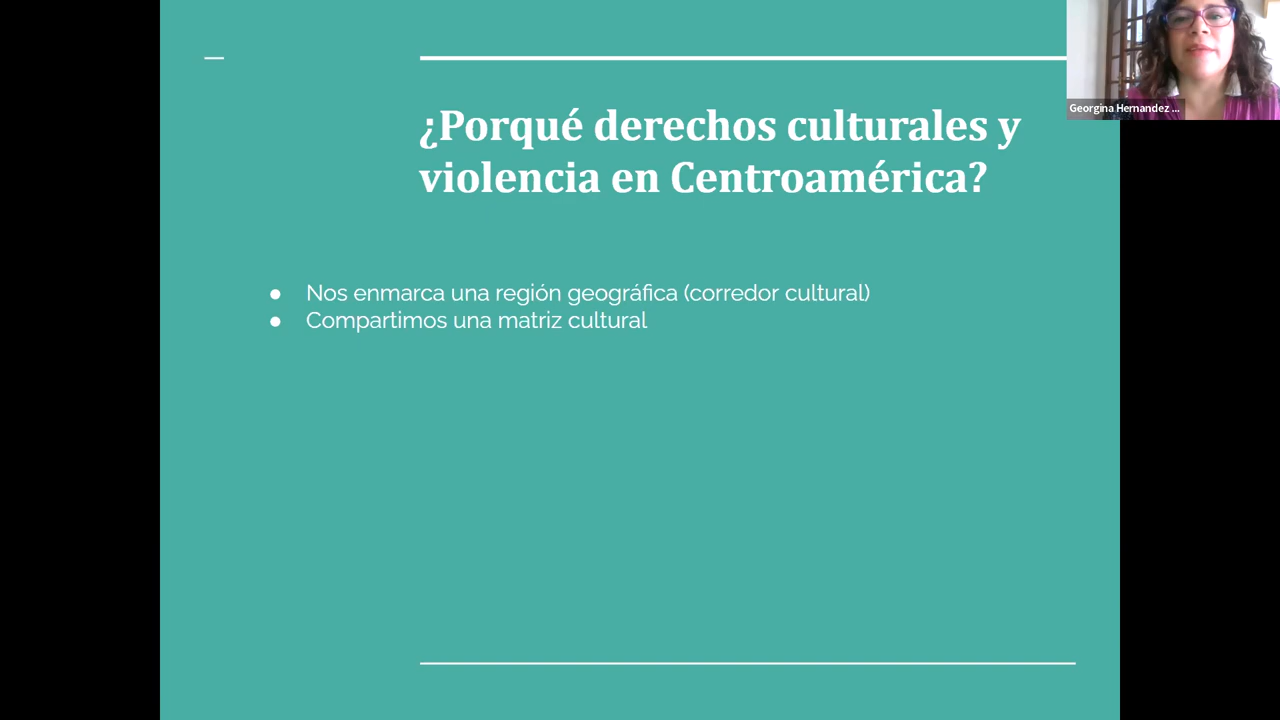 ¿Porqué derechos culturales y
violencia en Centroamérica?
● Nos enmarca una región geográfica (corredor cultural)
● Compartimos una matriz cultural
Georgina Hernandez ...